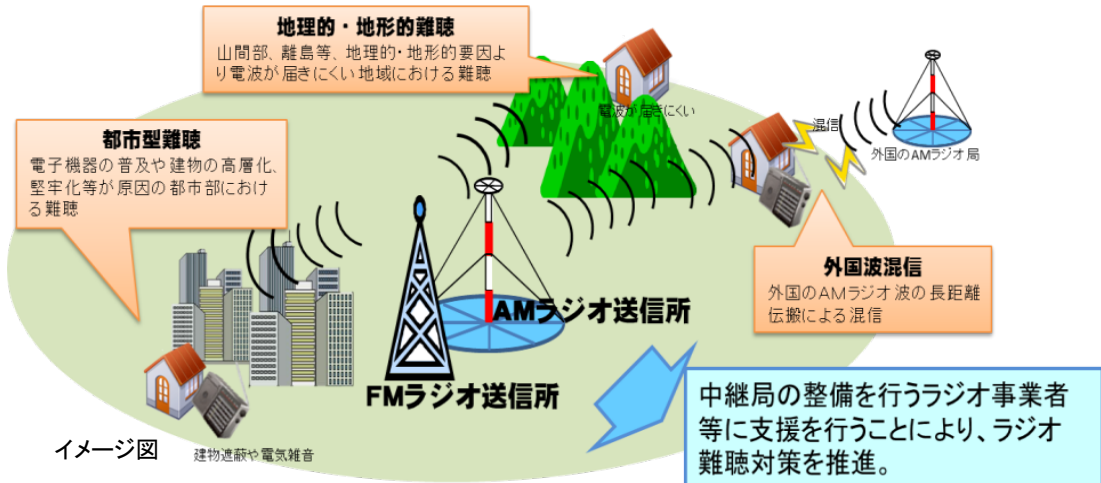 地理的・地形的難聴
山間部、離島等、地理的・地形的要因よ
り電波が届きにくい地域における難聴
電波が届きにくい
混信
外国のAMラジオ局
都市型難聴
電子機器の普及や建物の高層化、
堅牢化等が原因の都市部におけ
る難聴
外国波混信
外国のAMラジオ波の長距離
伝搬による混信
AMラジオ送信所
FMラジオ送信所
中継局の整備を行うラジオ事業者
等に支援を行うことにより、ラジオ
難聴対策を推進。
イメージ図
建物遮蔽や電気雑音